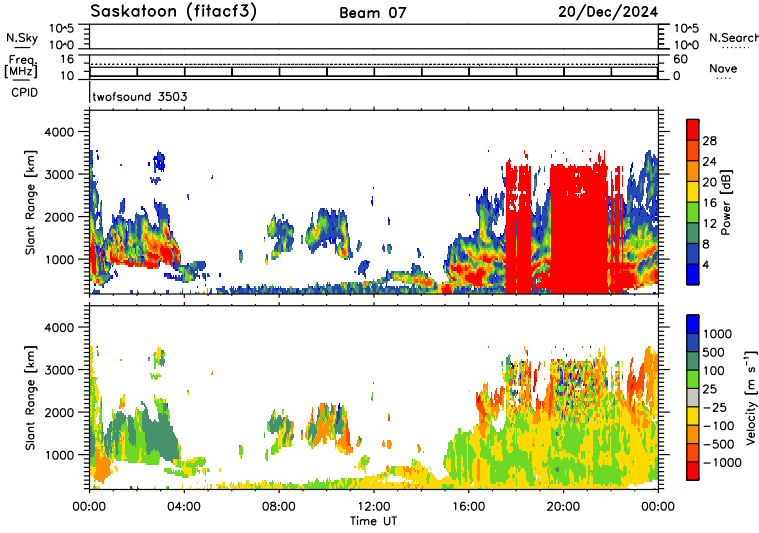 Saskatoon (fitacf3) Beam 07 20/Dec/2024
N.Sky 10^5 10^0 10^5 10^0 N.Search
Freq. [MHz] 16 10 60 0 Nave
CPID twofsound 3503
Slant Range [km]
4000
3000
2000
1000
Power [dB]
28
24
20
16
12
8
4
Slant Range [km]
4000
3000
2000
1000
Velocity [m s⁻¹]
1000
500
100
25
−25
−100
−500
−1000
00:00 04:00 08:00 12:00 16:00 20:00 00:00
Time UT